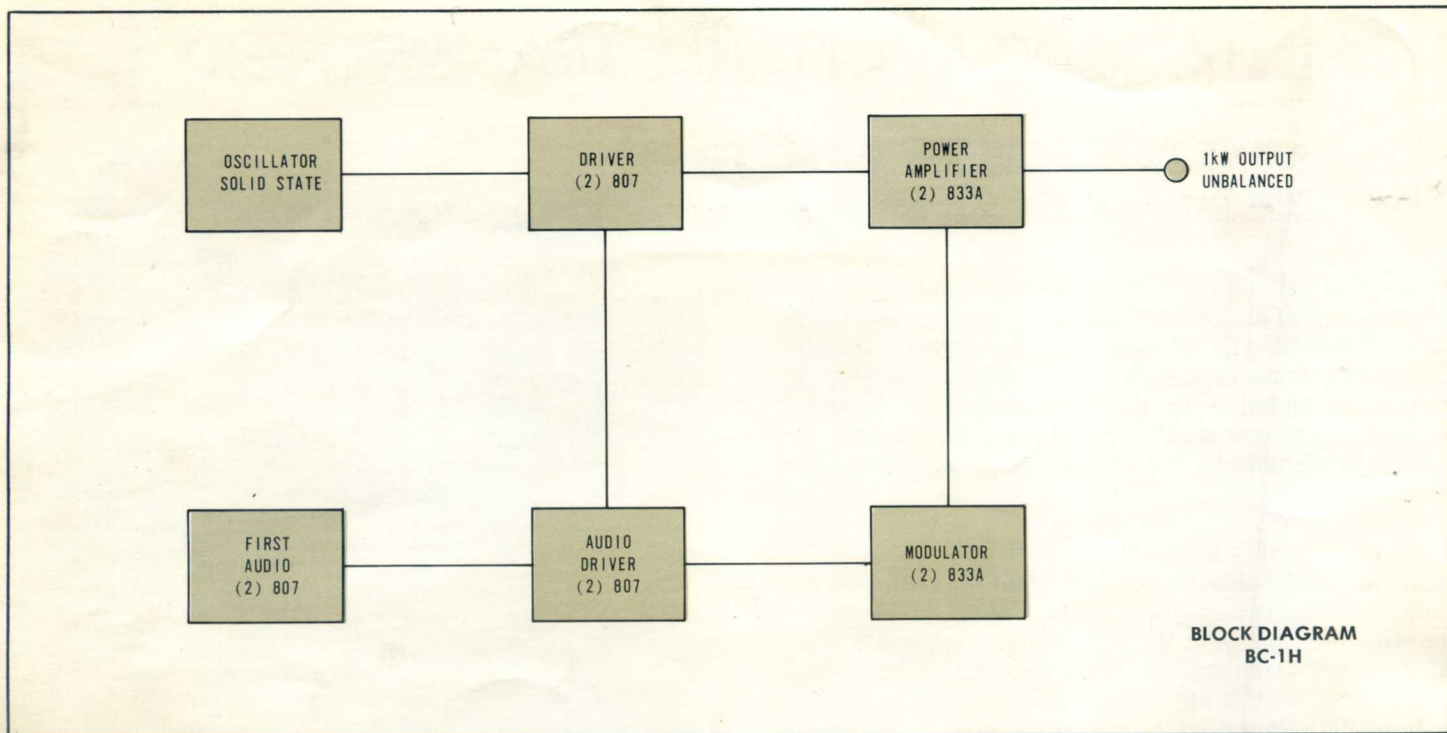 OSCILLATOR
SOLID STATE
DRIVER
(2) 807
POWER
AMPLIFIER
(2) 833A
1kW OUTPUT
UNBALANCED
FIRST
AUDIO
(2) 807
AUDIO
DRIVER
(2) 807
MODULATOR
(2) 833A
BLOCK DIAGRAM
BC-1H